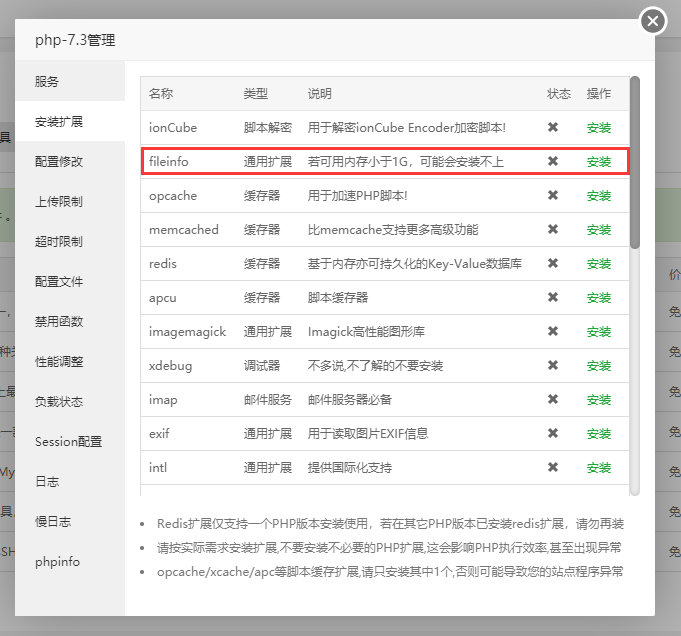 php-7.3管理
服务
安装扩展
配置修改
上传限制
超时限制
配置文件
禁用函数
性能调整
负载状态
Session配置
日志
慢日志
phpinfo
名称 类型 说明 状态 操作
ionCube 脚本解密 用于解密ionCube Encoder加密脚本! ✖ 安装
fileinfo 通用扩展 若可用内存小于1G，可能会安装不上 ✖ 安装
opcache 缓存器 用于加速PHP脚本! ✖ 安装
memcached 缓存器 比memcache支持更多高级功能 ✖ 安装
redis 缓存器 基于内存亦可持久化的Key-Value数据库 ✖ 安装
apcu 缓存器 脚本缓存器 ✖ 安装
imagemagick 通用扩展 Imagick高性能图形库 ✖ 安装
xdebug 调试器 不多说,不了解的不要安装 ✖ 安装
imap 邮件服务 邮件服务器必备 ✖ 安装
exif 通用扩展 用于读取图片EXIF信息 ✖ 安装
intl 通用扩展 提供国际化支持 ✖ 安装
• Redis扩展仅支持一个PHP版本安装使用，若在其它PHP版本已安装redis扩展，请勿再装
• 请按实际需求安装扩展,不要安装不必要的PHP扩展,这会影响PHP执行效率,甚至出现异常
• opcache/xcache/apc等脚本缓存扩展,请只安装其中1个,否则可能导致您的站点程序异常